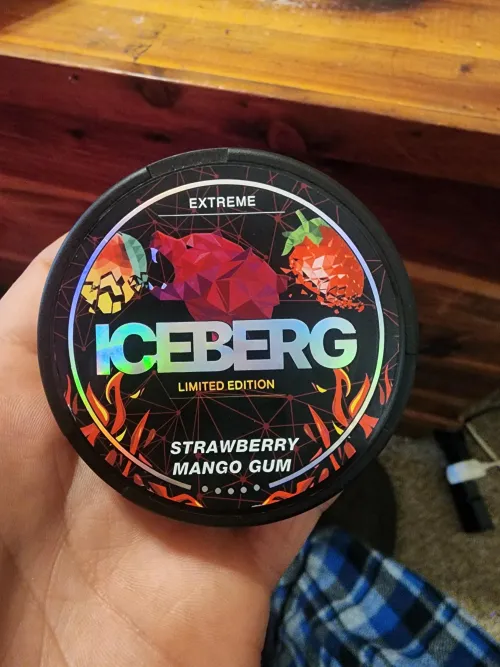 EXTREME
ICEBERG
LIMITED EDITION
STRAWBERRY
MANGO GUM